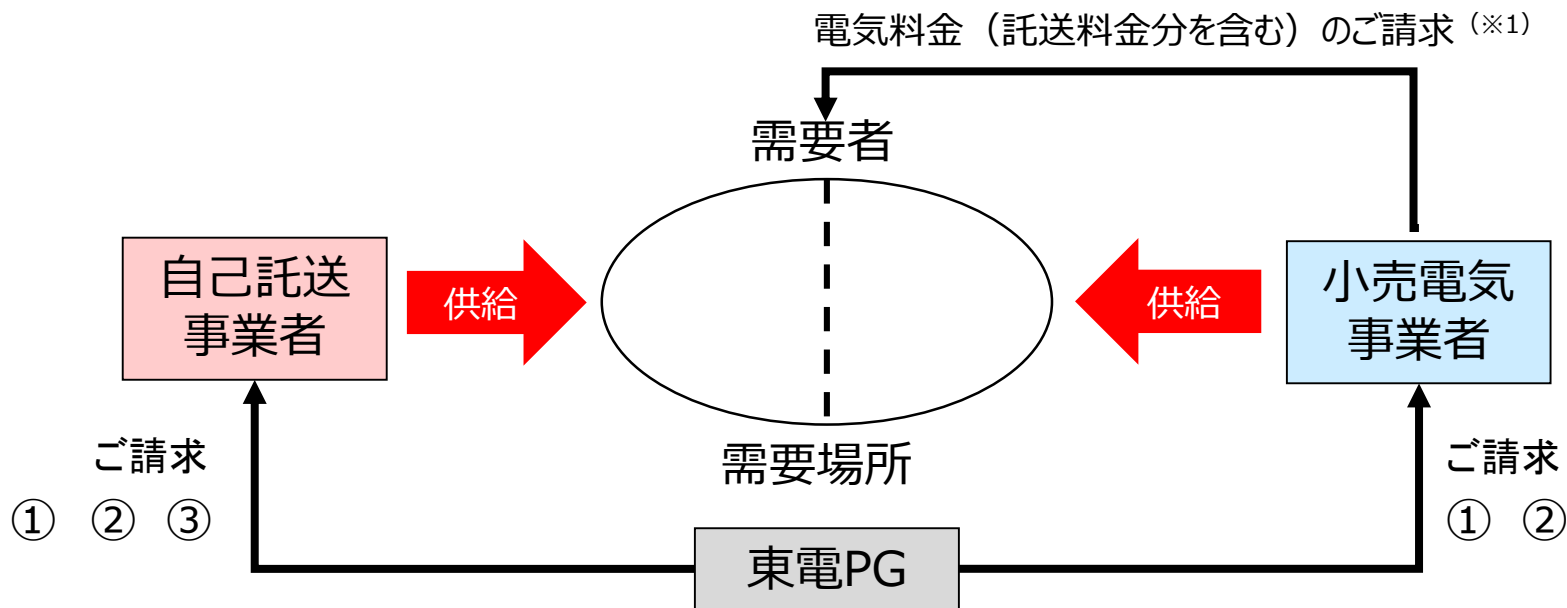 電気料金（託送料金分を含む）のご請求（※1）
需要者
自己託送
事業者
供給
供給
小売電気
事業者
ご請求
① ② ③
需要場所
ご請求
① ②
東電PG